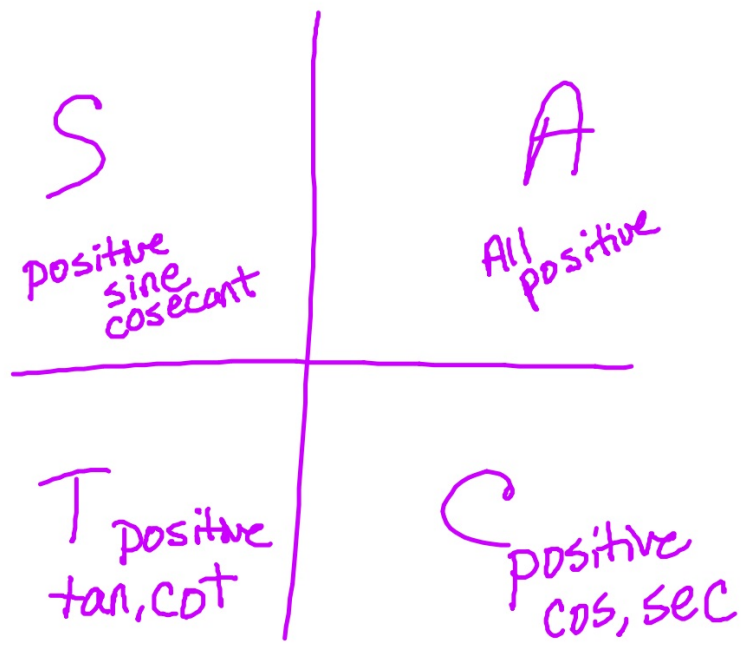 S
positive
sine
cosecant
A
All
positive
T
positive
tan, cot
C
positive
cos, sec